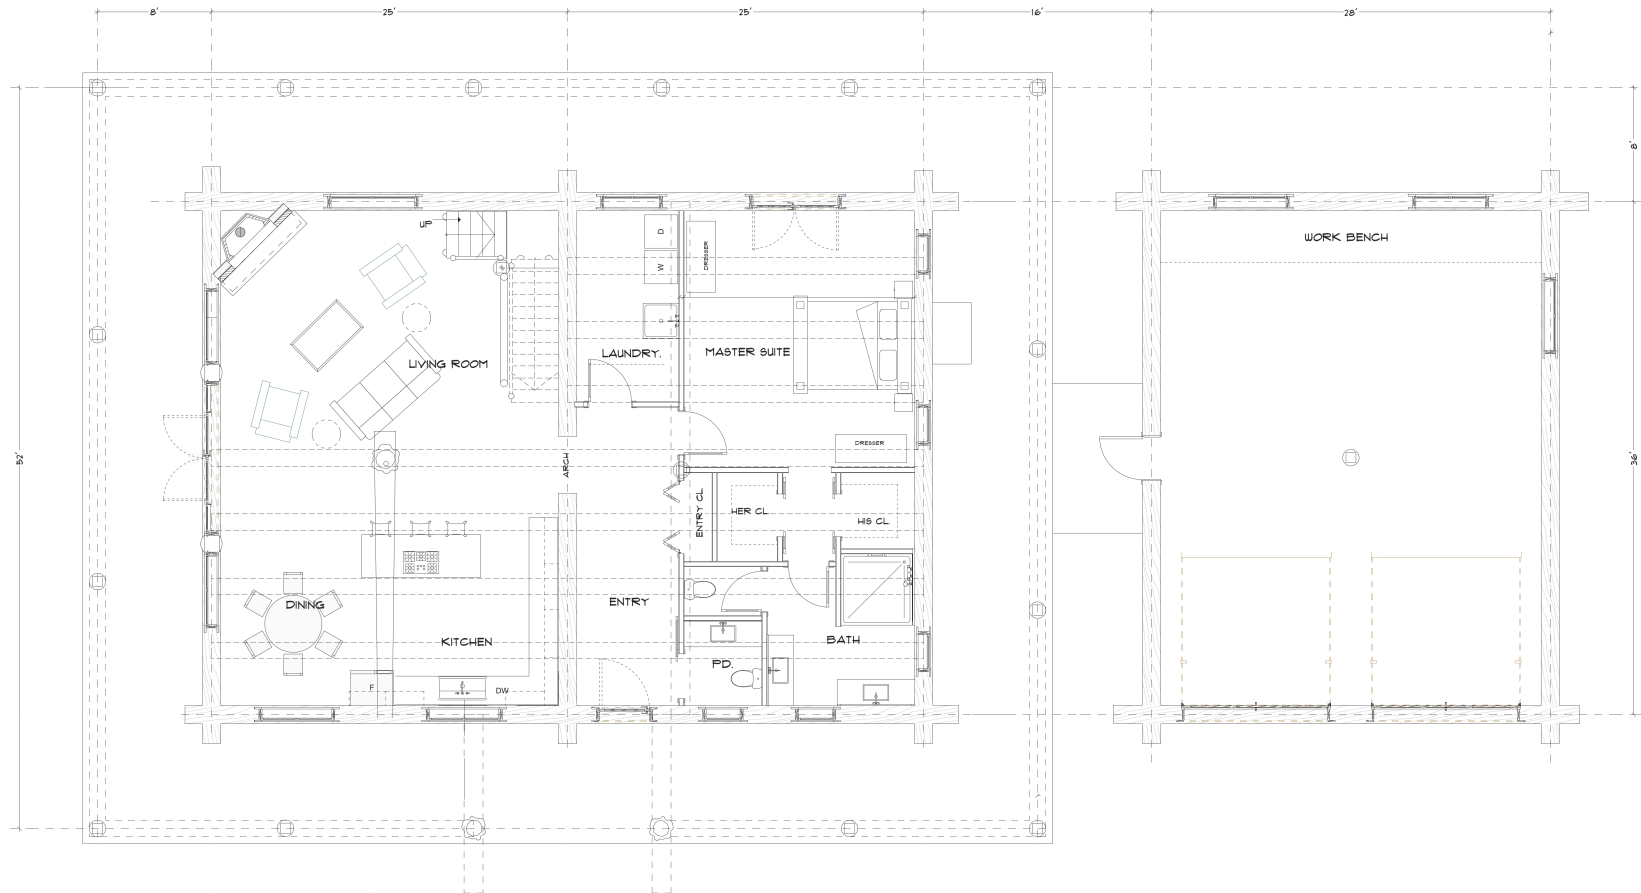 8'
25'
25'
16'
28'
8'
52'
36'
WORK BENCH
UP
D
W
DRESSER
LAUNDRY.
MASTER SUITE
LIVING ROOM
DRESSER
ARCH
ENTRY CL.
HER CL.
HIS CL.
DINING
ENTRY
KITCHEN
BATH
PD.
F
DW